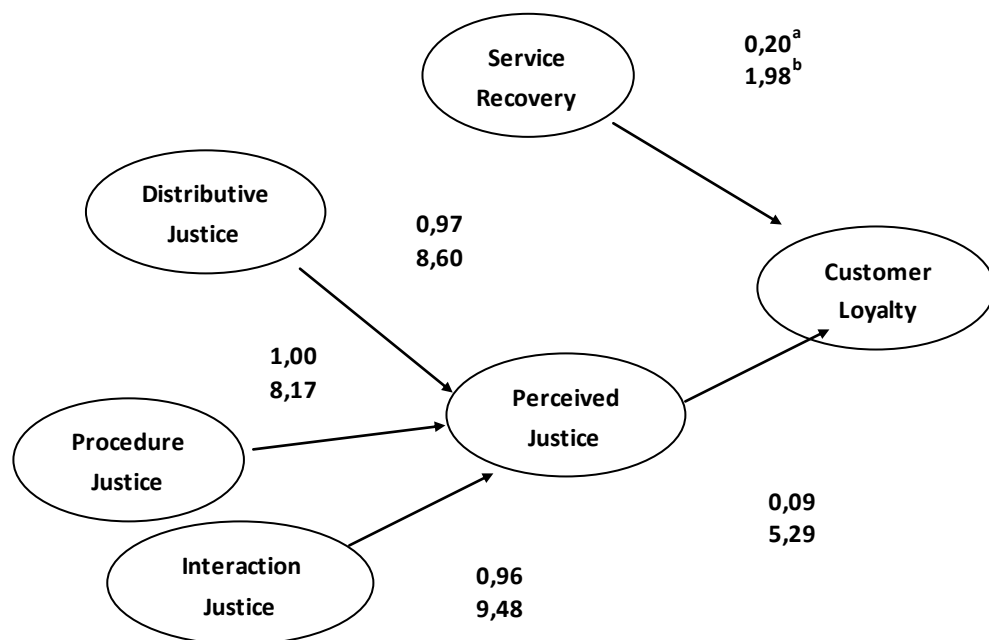 Service
Recovery
0,20ᵃ
1,98ᵇ
Distributive
Justice
0,97
8,60
Customer
Loyalty
1,00
8,17
Perceived
Justice
Procedure
Justice
0,09
5,29
Interaction
Justice
0,96
9,48